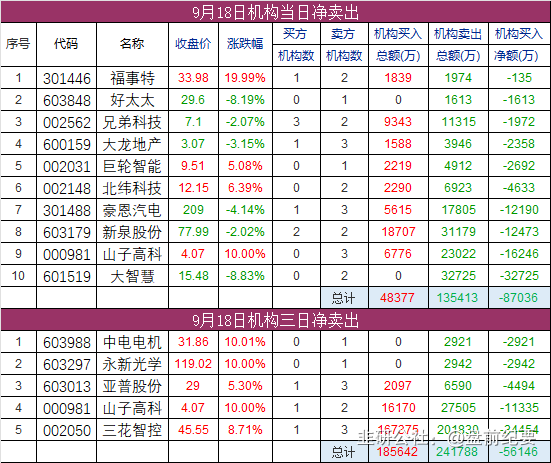 9月18日机构当日净卖出
序号 代码 名称 收盘价 涨跌幅 买方机构数 卖方机构数 机构买入总额(万) 机构卖出总额(万) 机构买入净额(万)
1 301446 福事特 33.98 19.99% 1 2 1839 1974 -135
2 603848 好太太 29.6 -8.19% 0 1 0 1613 -1613
3 002562 兄弟科技 7.1 -2.07% 3 2 9343 11315 -1972
4 600159 大龙地产 3.07 -3.15% 1 3 1588 3946 -2358
5 002031 巨轮智能 9.51 5.08% 0 1 2219 4912 -2692
6 002148 北纬科技 12.15 6.39% 0 2 2290 6923 -4633
7 301488 豪恩汽电 209 -4.14% 1 3 5615 17805 -12190
8 603179 新泉股份 77.99 -2.02% 2 2 18707 31179 -12473
9 000981 山子高科 4.07 10.00% 0 3 6776 23022 -16246
10 601519 大智慧 15.48 -8.83% 0 2 0 32725 -32725
总计 48377 135413 -87036
9月18日机构三日净卖出
1 603988 中电电机 31.86 10.01% 0 1 0 2921 -2921
2 603297 永新光学 119.02 10.00% 0 1 0 2942 -2942
3 603013 亚普股份 29 5.30% 1 3 2097 6590 -4494
4 000981 山子高科 4.07 10.00% 1 2 16170 27505 -11335
5 002050 三花智控 45.55 8.71% 1 3
总计 185642 241788 -56146
韭研公社：@盘前纪要